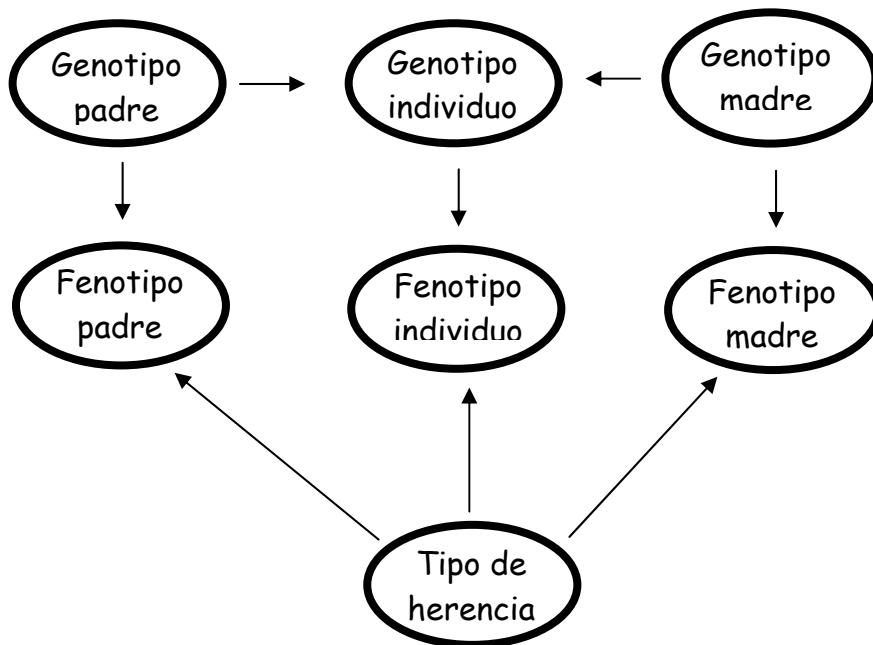 Genotipo
padre
Genotipo
individuo
Genotipo
madre
Fenotipo
padre
Fenotipo
individuo
Fenotipo
madre
Tipo de
herencia